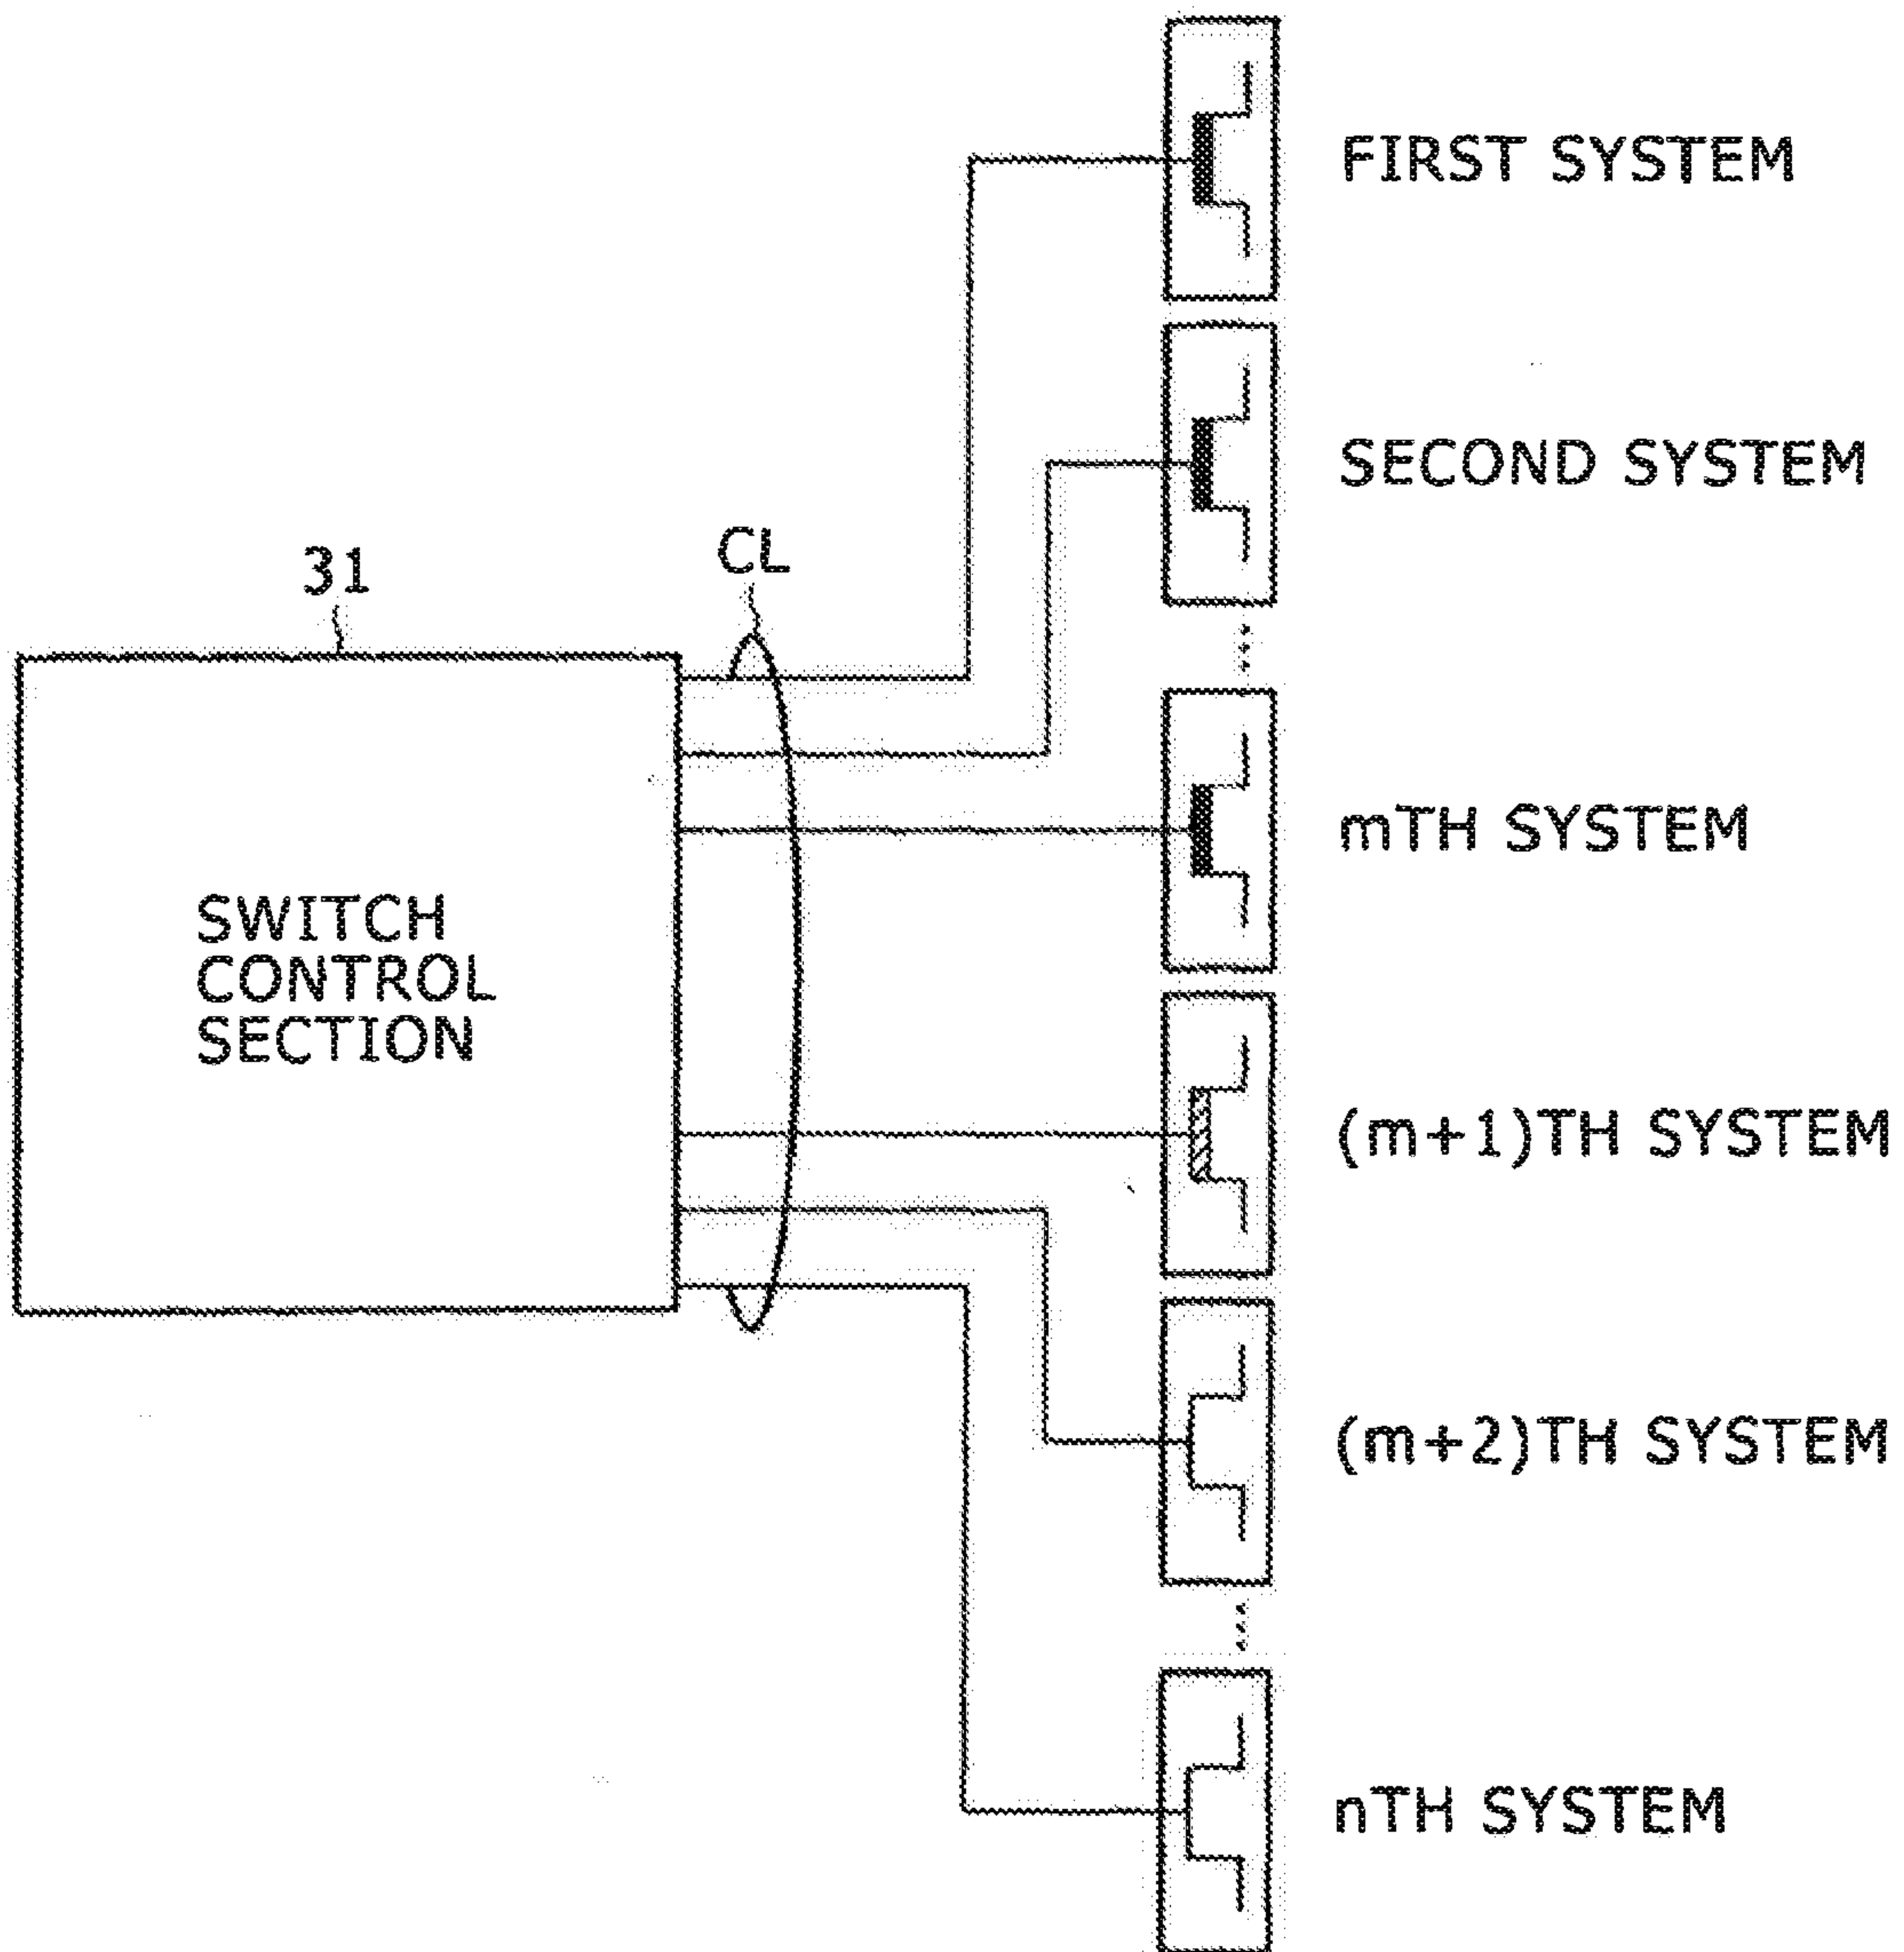 FIRST SYSTEM
SECOND SYSTEM
31
CL
mTH SYSTEM
SWITCH
CONTROL
SECTION
(m+1)TH SYSTEM
(m+2)TH SYSTEM
nTH SYSTEM